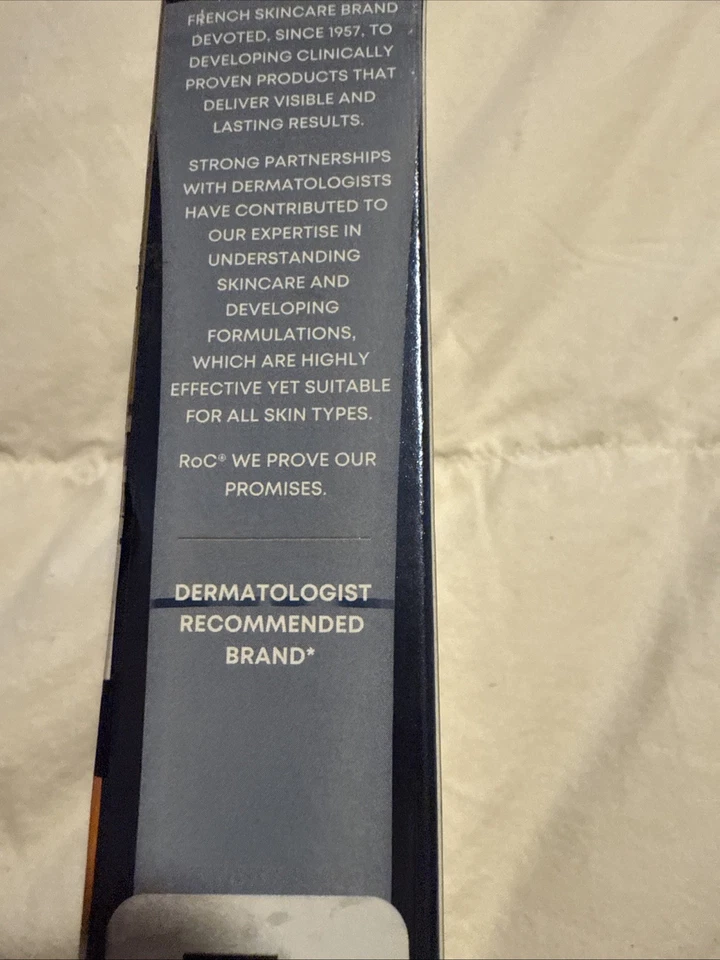 FRENCH SKINCARE BRAND
DEVOTED, SINCE 1957, TO
DEVELOPING CLINICALLY
PROVEN PRODUCTS THAT
DELIVER VISIBLE AND
LASTING RESULTS.
STRONG PARTNERSHIPS
WITH DERMATOLOGISTS
HAVE CONTRIBUTED TO
OUR EXPERTISE IN
UNDERSTANDING
SKINCARE AND
DEVELOPING
FORMULATIONS,
WHICH ARE HIGHLY
EFFECTIVE YET SUITABLE
FOR ALL SKIN TYPES.
RoC® WE PROVE OUR
PROMISES.
DERMATOLOGIST
RECOMMENDED
BRAND*